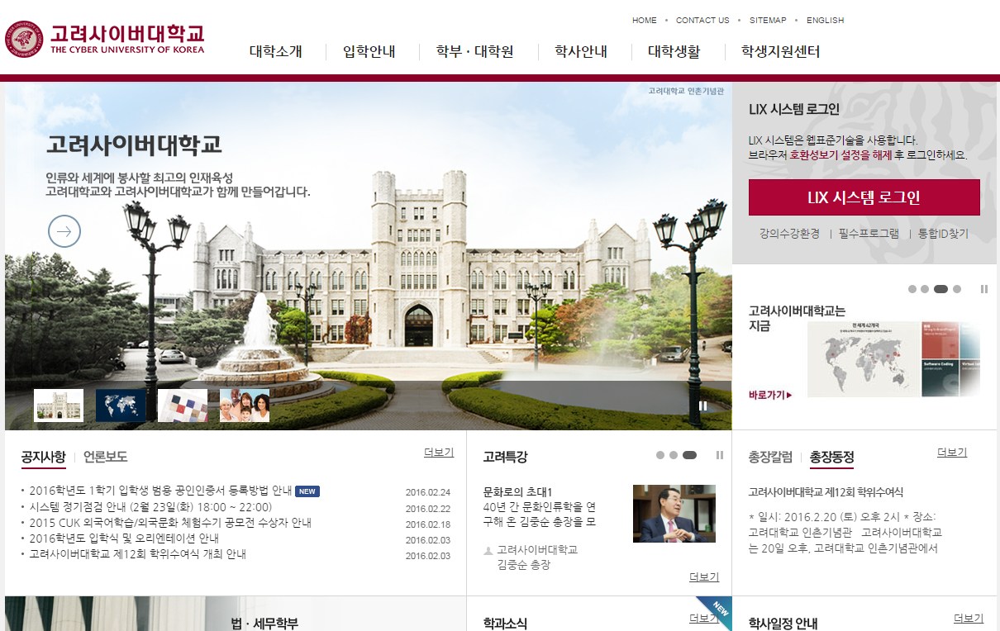 HOME • CONTACT US • SITEMAP • ENGLISH
고려사이버대학교
THE CYBER UNIVERSITY OF KOREA
대학소개 입학안내 학부 · 대학원 학사안내 대학생활 학생지원센터
고려대학교 인촌기념관
고려사이버대학교
인류와 세계에 봉사할 최고의 인재육성
고려대학교와 고려사이버대학교가 함께 만들어갑니다.
LIX 시스템 로그인
LIX 시스템은 웹표준기술을 사용합니다.
브라우저 호환성보기 설정을 해제 후 로그인하세요.
LIX 시스템 로그인
강의수강환경 | 필수프로그램 | 통합ID찾기
고려사이버대학교는
지금
전 세계 42개국
Software Coding
바로가기
공지사항 언론보도 더보기
• 2016학년도 1학기 입학생 범용 공인인증서 등록방법 안내 NEW 2016.02.24
• 시스템 정기점검 안내 (2월 23일(화) 18:00 ~ 22:00) 2016.02.22
• 2015 CUK 외국어학습/외국문화 체험수기 공모전 수상자 안내 2016.02.18
• 2016학년도 입학식 및 오리엔테이션 안내 2016.02.03
• 고려사이버대학교 제12회 학위수여식 개최 안내 2016.02.03
고려특강
문화로의 초대1
40년 간 문화인류학을 연
구해 온 김중순 총장을 모
고려사이버대학교
김중순 총장
더보기
총장칼럼 총장동정 더보기
고려사이버대학교 제12회 학위수여식
* 일시: 2016.2.20 (토) 오후 2시 * 장소:
고려대학교 인촌기념관 고려사이버대학교
는 20일 오후, 고려대학교 인촌기념관에서
법 · 세무학부
학과소식 더보기 NEW
학사일정 안내 더보기